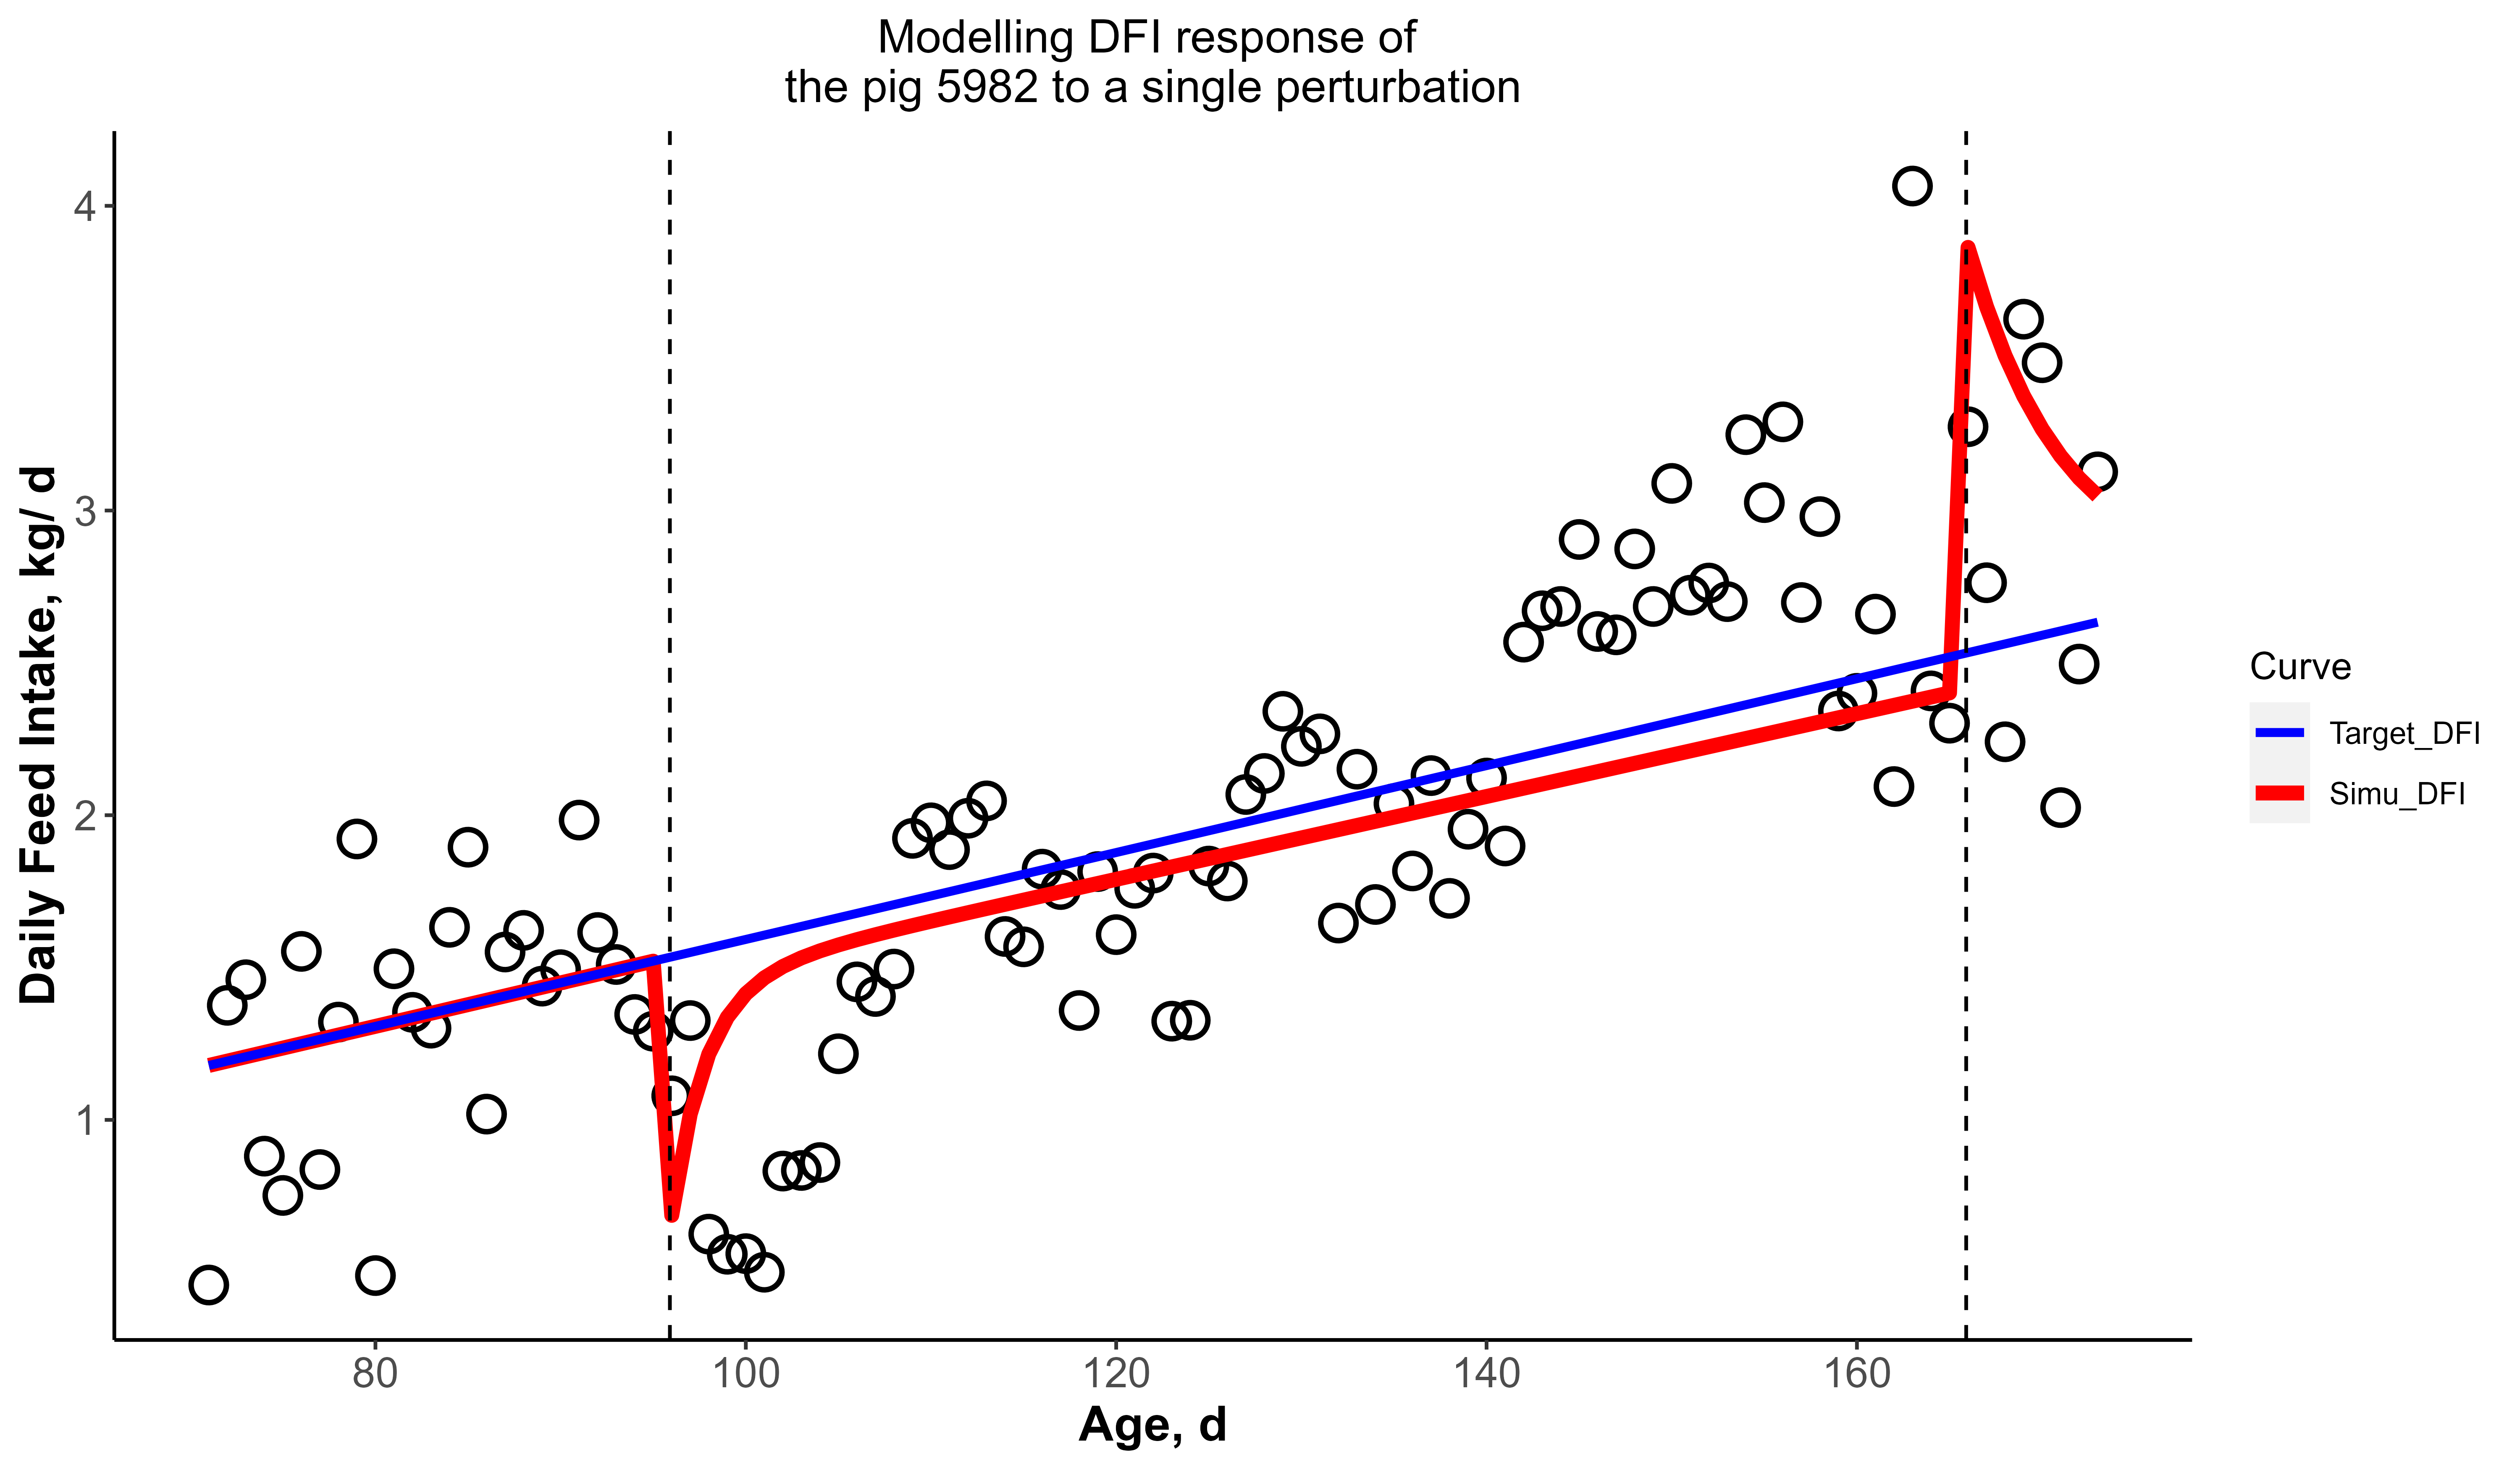 Modelling DFI response of
the pig 5982 to a single perturbation
Daily Feed Intake, kg/ d
4
3
2
1
80
100
120
140
160
Age, d
Curve
Target_DFI
Simu_DFI